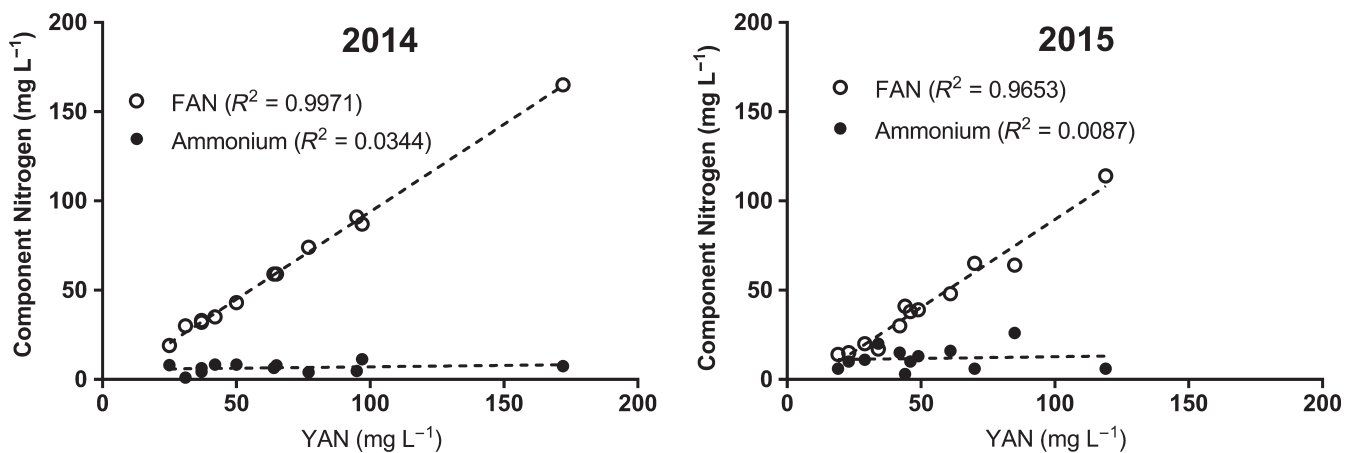 2014
FAN (R² = 0.9971)
Ammonium (R² = 0.0344)
Component Nitrogen (mg L⁻¹)
200
150
100
50
0
0 50 100 150 200
YAN (mg L⁻¹)
2015
FAN (R² = 0.9653)
Ammonium (R² = 0.0087)
Component Nitrogen (mg L⁻¹)
200
150
100
50
0
0 50 100 150 200
YAN (mg L⁻¹)